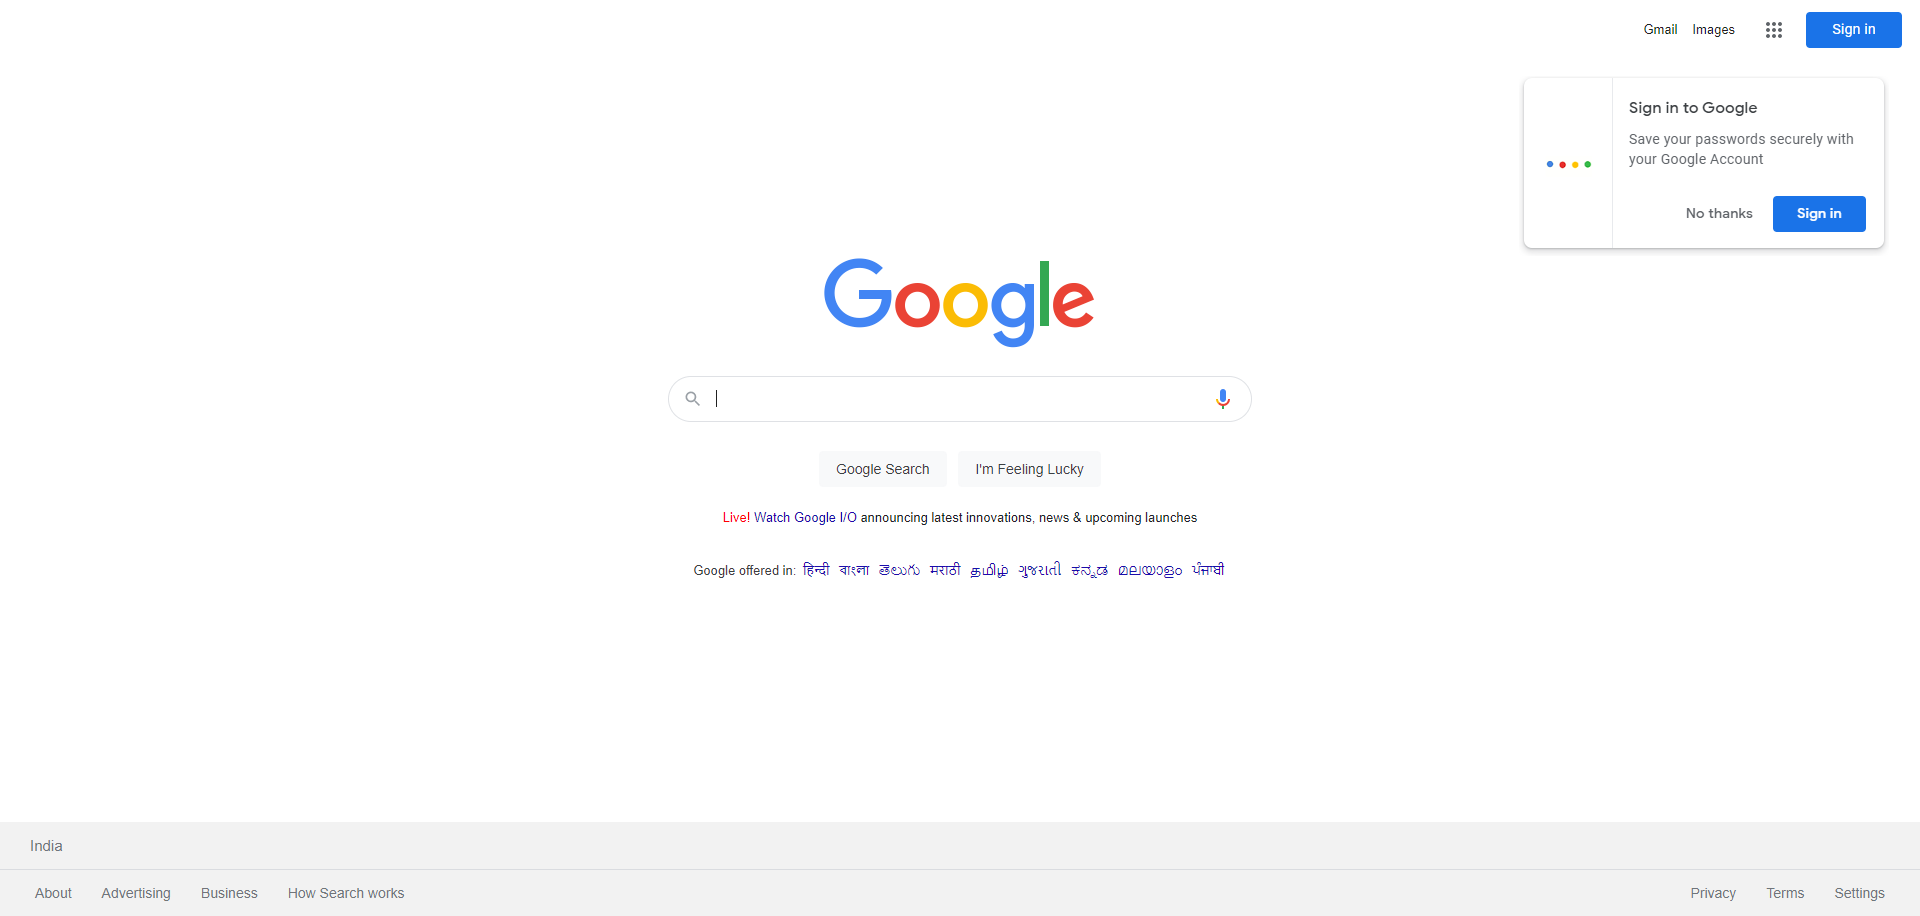 Gmail Images Sign in
Sign in to Google
Save your passwords securely with
your Google Account
No thanks Sign in
Google
Google Search I'm Feeling Lucky
Live! Watch Google I/O announcing latest innovations, news & upcoming launches
Google offered in: हिन्दी বাংলা తెలుగు मराठी தமிழ் ગુજરાતી ಕನ್ನಡ മലയാളം ਪੰਜਾਬੀ
India
About Advertising Business How Search works Privacy Terms Settings